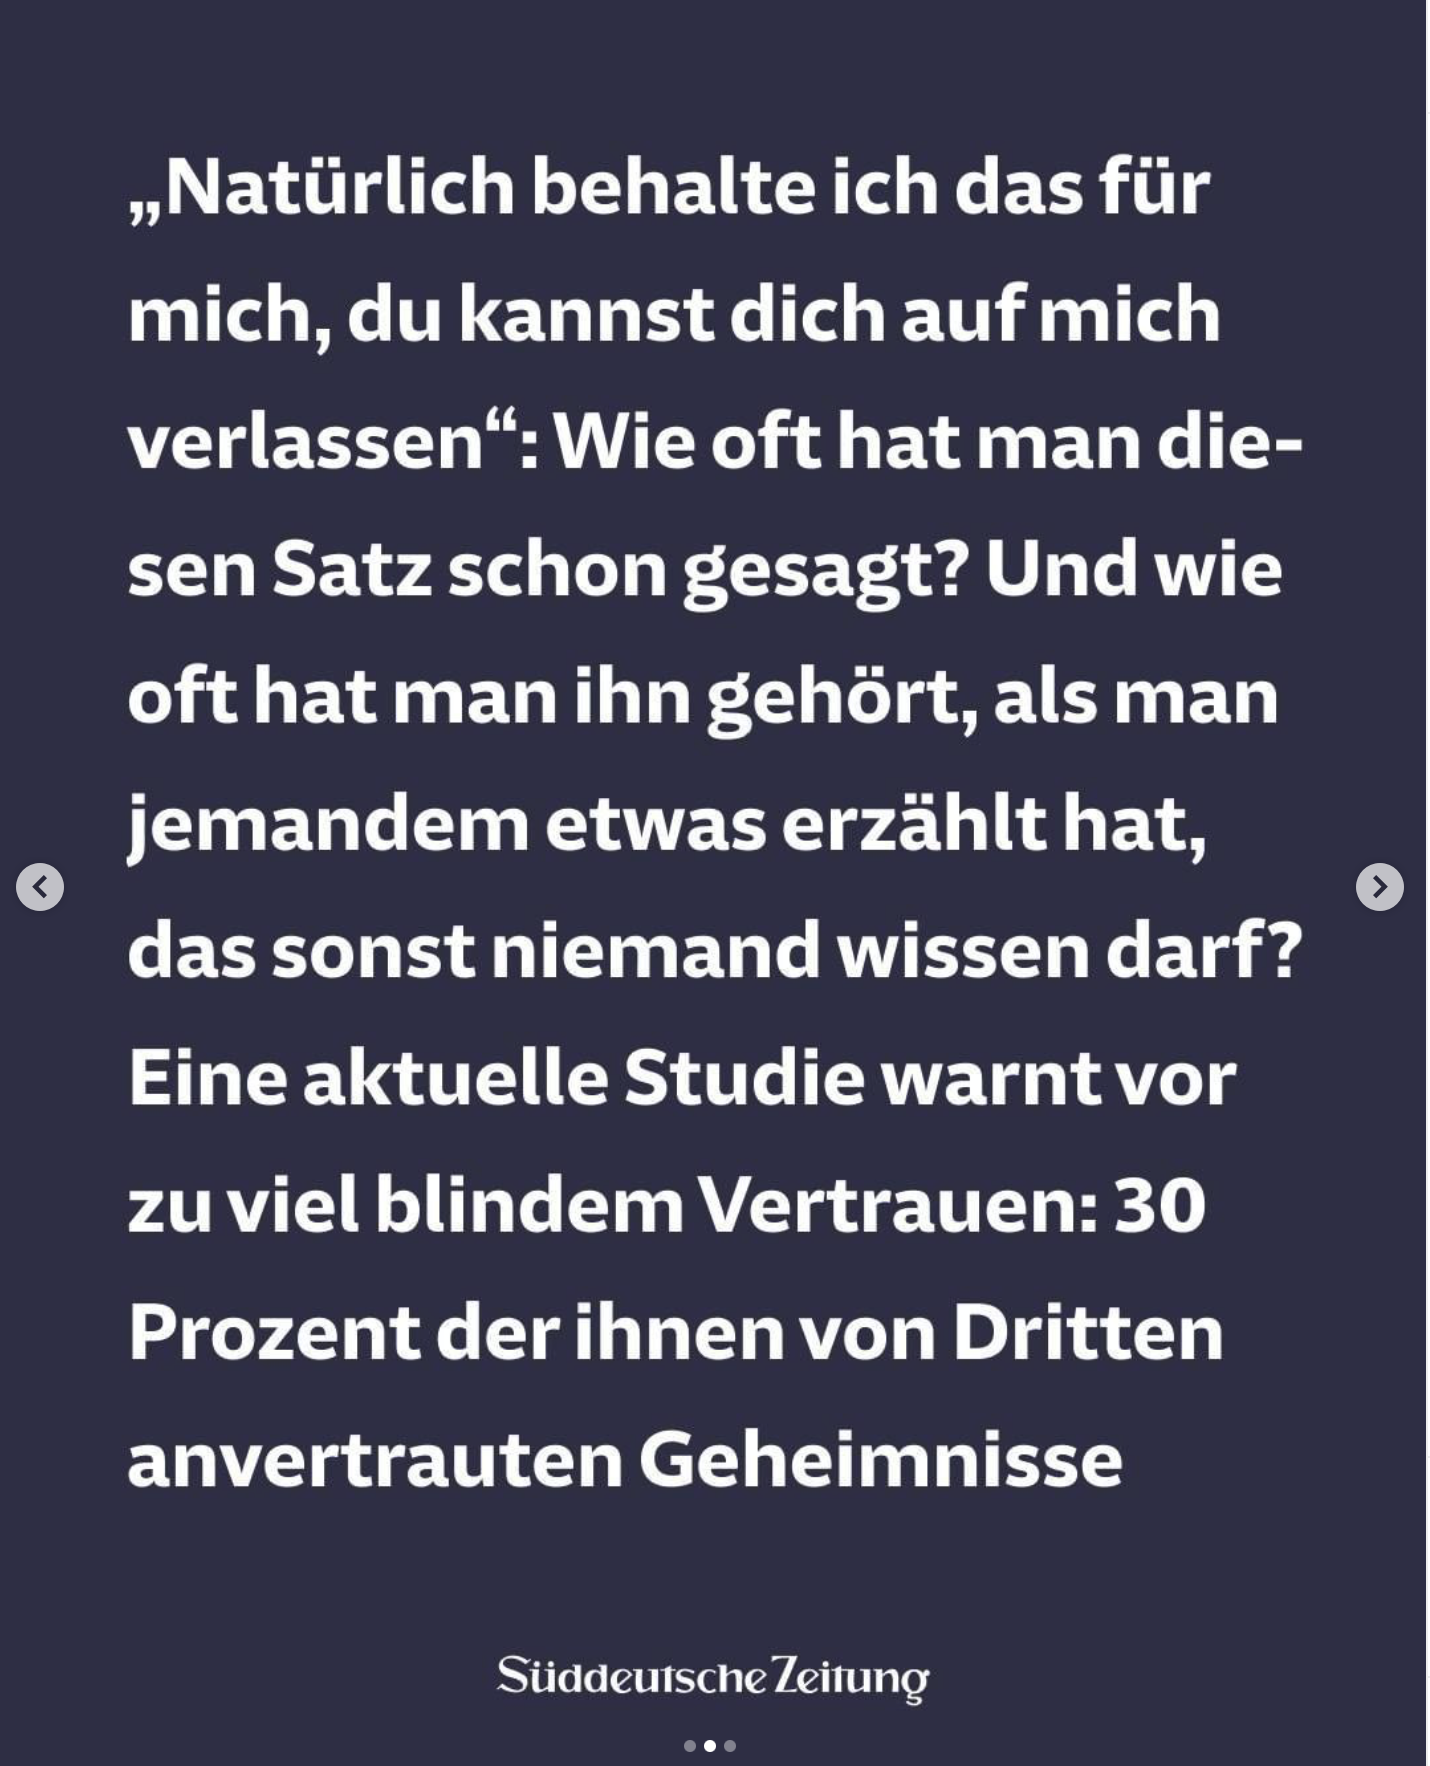 „Natürlich behalte ich das für
mich, du kannst dich auf mich
verlassen“: Wie oft hat man die-
sen Satz schon gesagt? Und wie
oft hat man ihn gehört, als man
jemandem etwas erzählt hat,
das sonst niemand wissen darf?
Eine aktuelle Studie warnt vor
zu viel blindem Vertrauen: 30
Prozent der ihnen von Dritten
anvertrauten Geheimnisse
Süddeutsche Zeitung